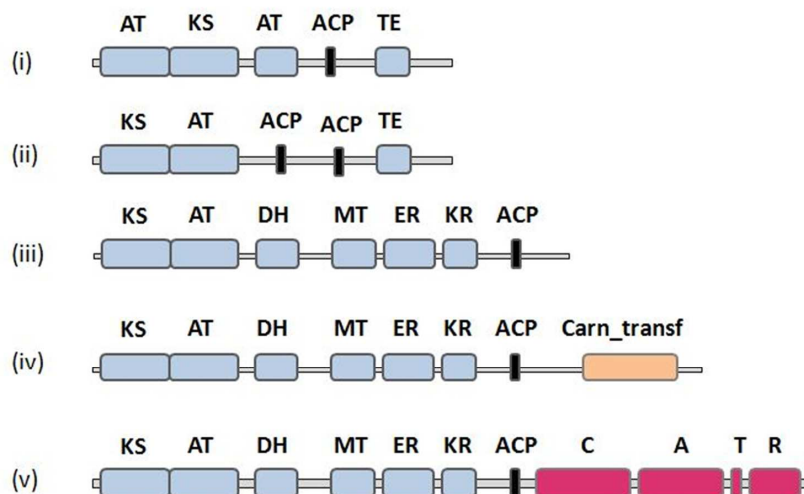 AT KS AT ACP TE
(i)
KS AT ACP ACP TE
(ii)
KS AT DH MT ER KR ACP
(iii)
KS AT DH MT ER KR ACP Carn_transf
(iv)
KS AT DH MT ER KR ACP C A T R
(v)